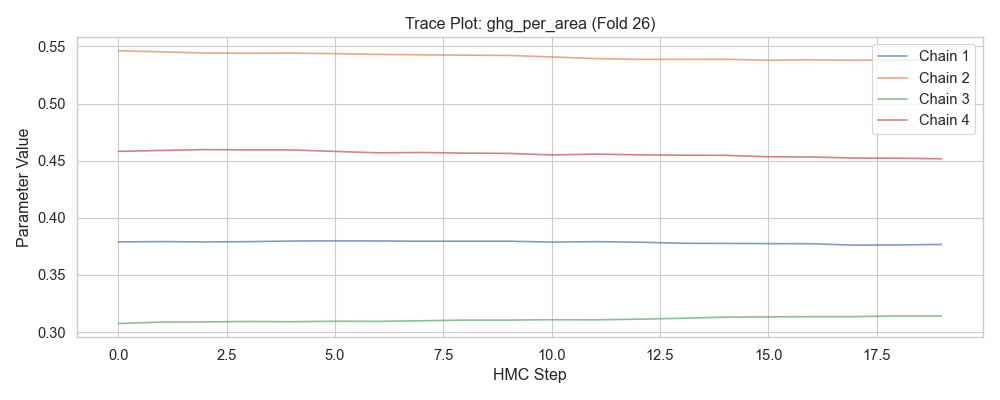 Trace Plot: ghg_per_area (Fold 26)
Parameter Value
0.55
0.50
0.45
0.40
0.35
0.30
Chain 1
Chain 2
Chain 3
Chain 4
0.0 2.5 5.0 7.5 10.0 12.5 15.0 17.5
HMC Step